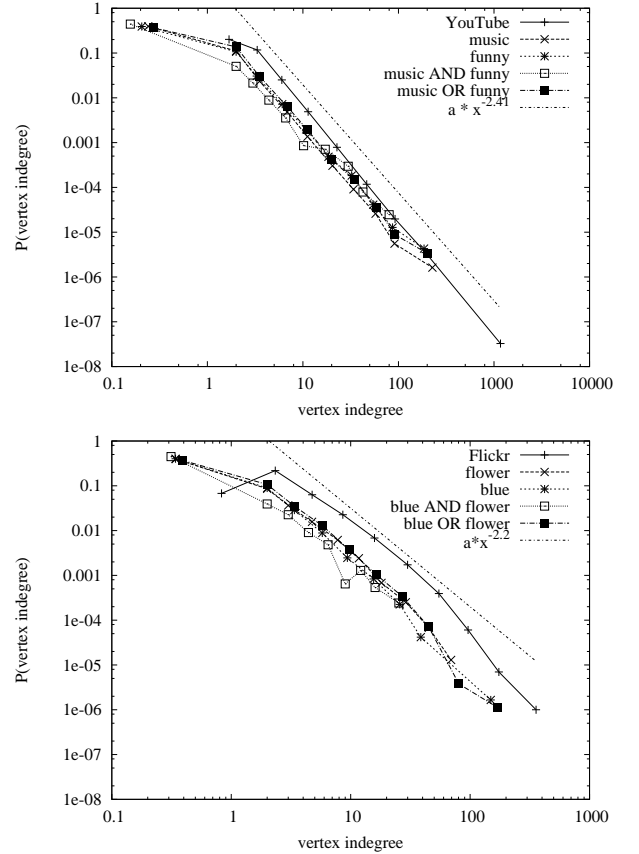 1
0.1
0.01
0.001
1e-04
1e-05
1e-06
1e-07
1e-08
0.1
1
10
100
1000
10000
P(vertex indegree)
vertex indegree
YouTube
music
funny
music AND funny
music OR funny
a * x^-2.41
1
0.1
0.01
0.001
1e-04
1e-05
1e-06
1e-07
1e-08
0.1
1
10
100
1000
P(vertex indegree)
vertex indegree
Flickr
flower
blue
blue AND flower
blue OR flower
a*x^-2.2